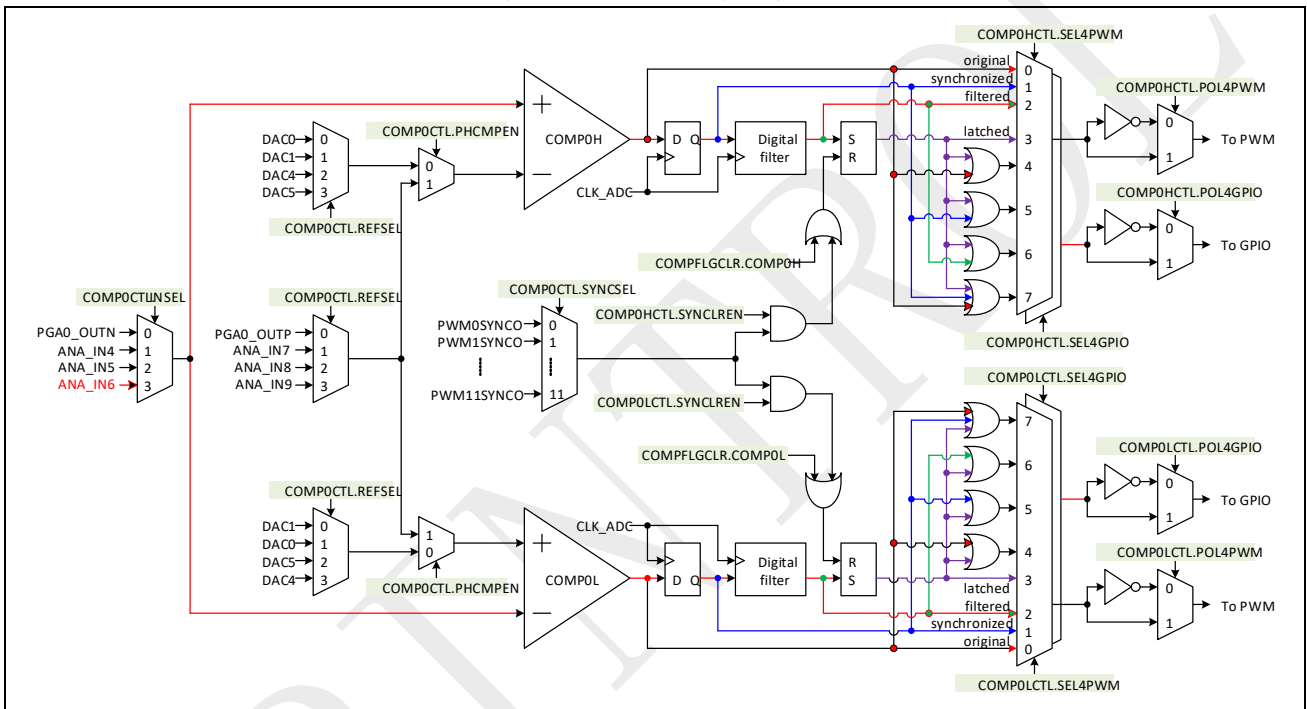 COMP0HCTL.SEL4PWM
original
0
synchronized
1
filtered
2
latched
3
4
5
6
7
COMP0HCTL.POL4PWM
0
1
To PWM
COMP0HCTL.POL4GPIO
0
1
To GPIO
COMP0HCTL.SEL4GPIO
DAC0
DAC1
DAC4
DAC5
0
1
2
3
COMP0CTL.REFSEL
COMP0CTL.PHCMPEN
0
1
+
−
COMP0H
D Q
Digital
filter
S
R
CLK_ADC
COMPFLGCLR.COMP0H
COMP0CTL.INSEL
PGA0_OUTN
ANA_IN4
ANA_IN5
ANA_IN6
0
1
2
3
COMP0CTL.REFSEL
PGA0_OUTP
ANA_IN7
ANA_IN8
ANA_IN9
0
1
2
3
COMP0CTL.SYNCSEL
PWM0SYNCO
PWM1SYNCO
PWM11SYNCO
0
1
11
COMP0HCTL.SYNCLREN
COMP0LCTL.SYNCLREN
COMPFLGCLR.COMP0L
COMP0CTL.REFSEL
DAC1
DAC0
DAC5
DAC4
0
1
2
3
1
0
COMP0CTL.PHCMPEN
+
−
COMP0L
CLK_ADC
D Q
Digital
filter
R
S
COMP0LCTL.SEL4GPIO
7
6
5
4
3
latched
filtered
2
synchronized
1
original
0
COMP0LCTL.POL4GPIO
0
1
To GPIO
COMP0LCTL.POL4PWM
0
1
To PWM
COMP0LCTL.SEL4PWM